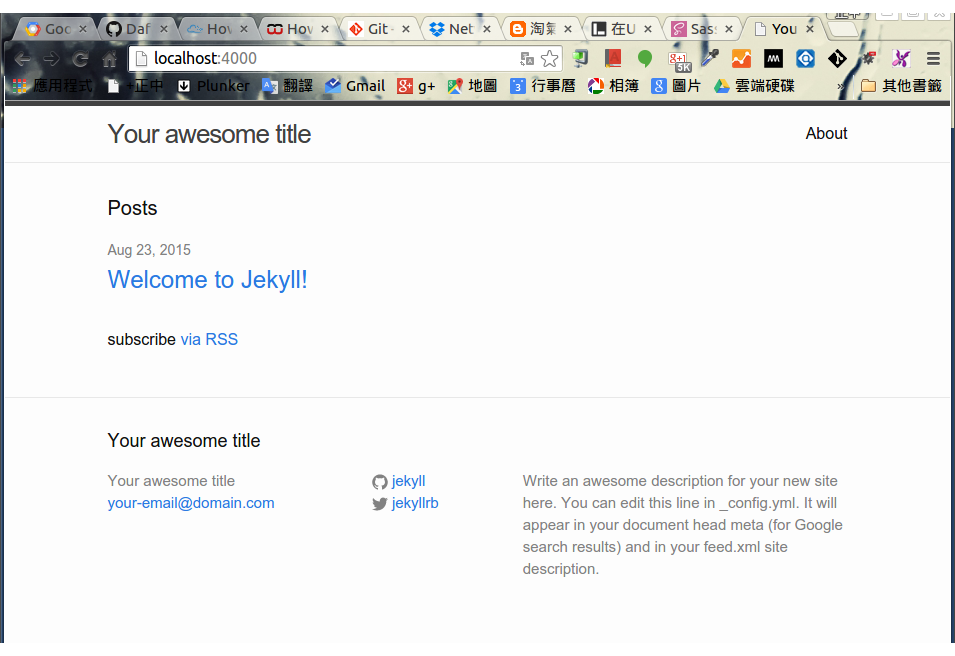 Goo Daf Hov Hov Git - Net 淘氣 在U Sas You 正中
localhost:4000
應用程式 +正中 Plunker 翻譯 Gmail g+ 地圖 行事曆 相簿 圖片 雲端硬碟 » 其他書籤
Your awesome title About
Posts
Aug 23, 2015
Welcome to Jekyll!
subscribe via RSS
Your awesome title
Your awesome title jekyll Write an awesome description for your new site
your-email@domain.com jekyllrb here. You can edit this line in _config.yml. It will
appear in your document head meta (for Google
search results) and in your feed.xml site
description.